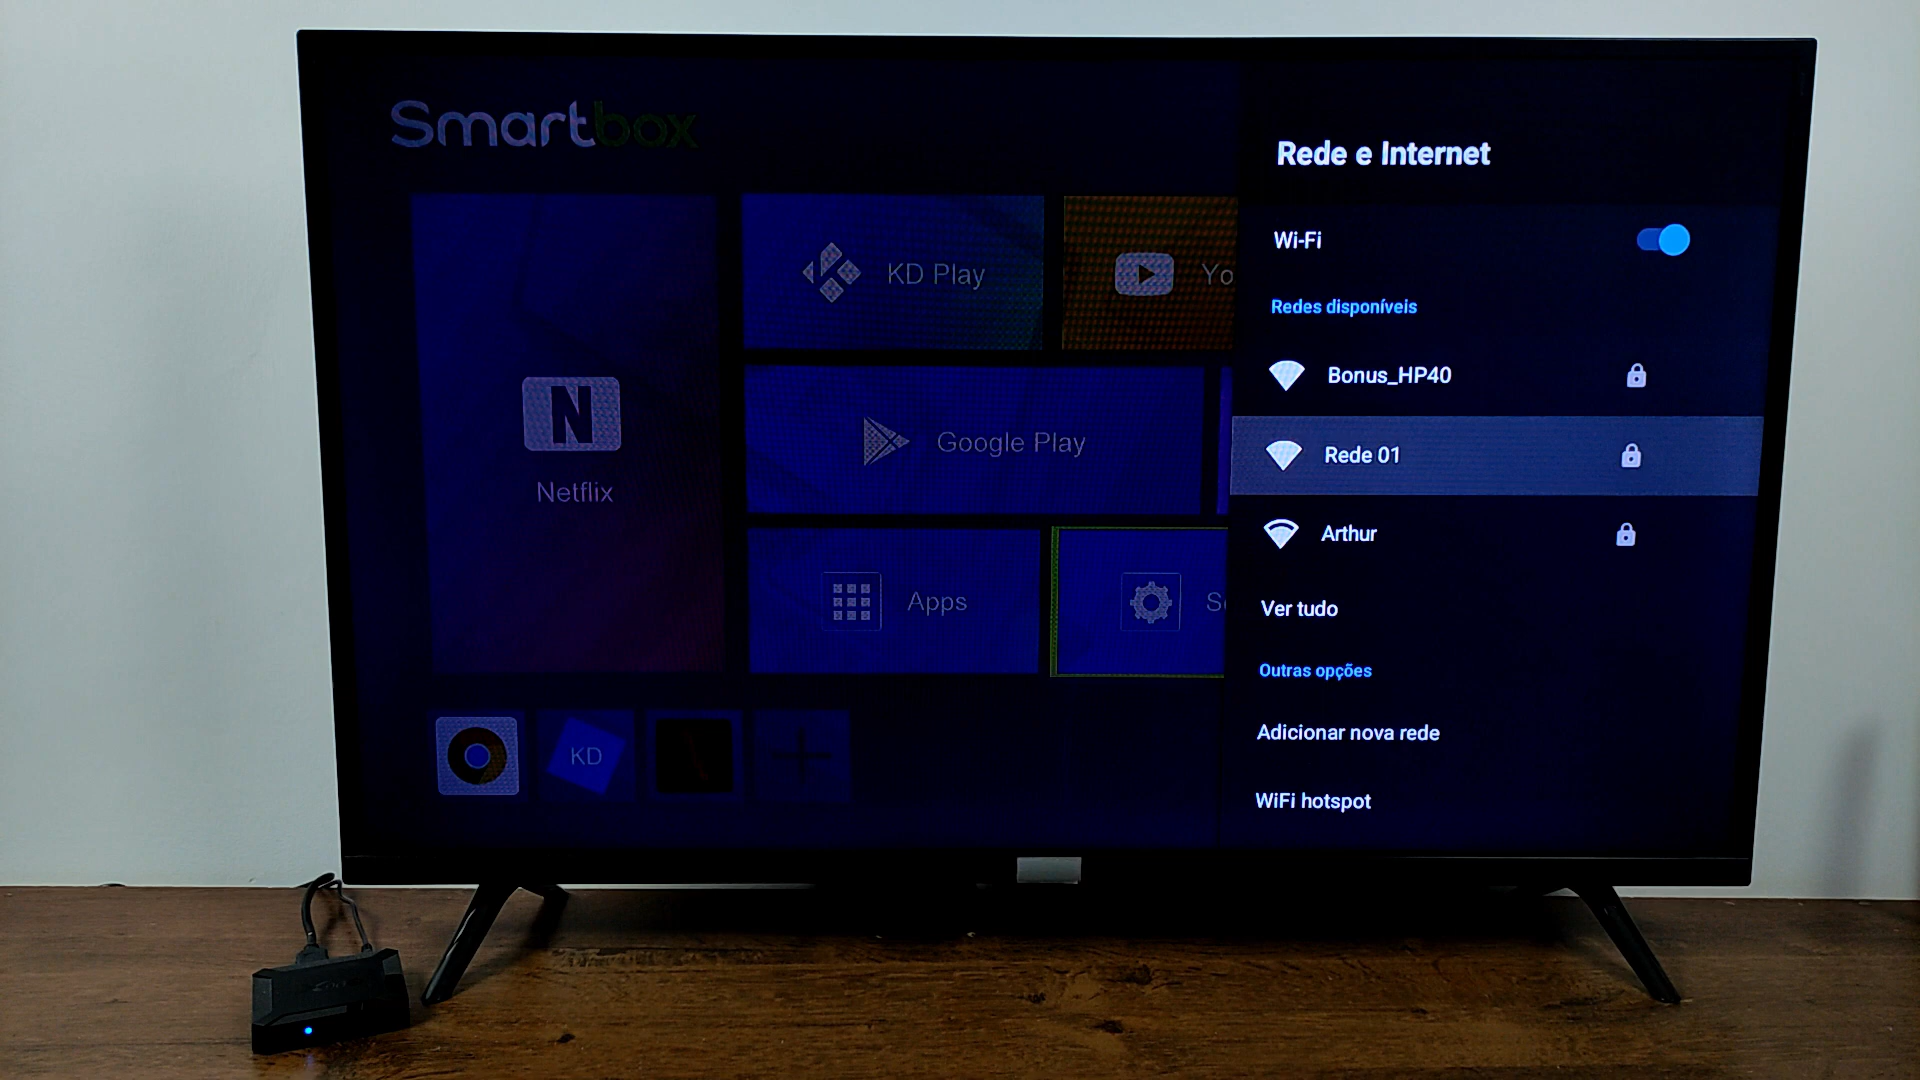 Smartbox
Netflix
KD Play
Yo
Google Play
Apps
KD
Rede e Internet
Wi-Fi
Redes disponíveis
Bonus_HP40
Rede 01
Arthur
Ver tudo
Outras opções
Adicionar nova rede
WiFi hotspot